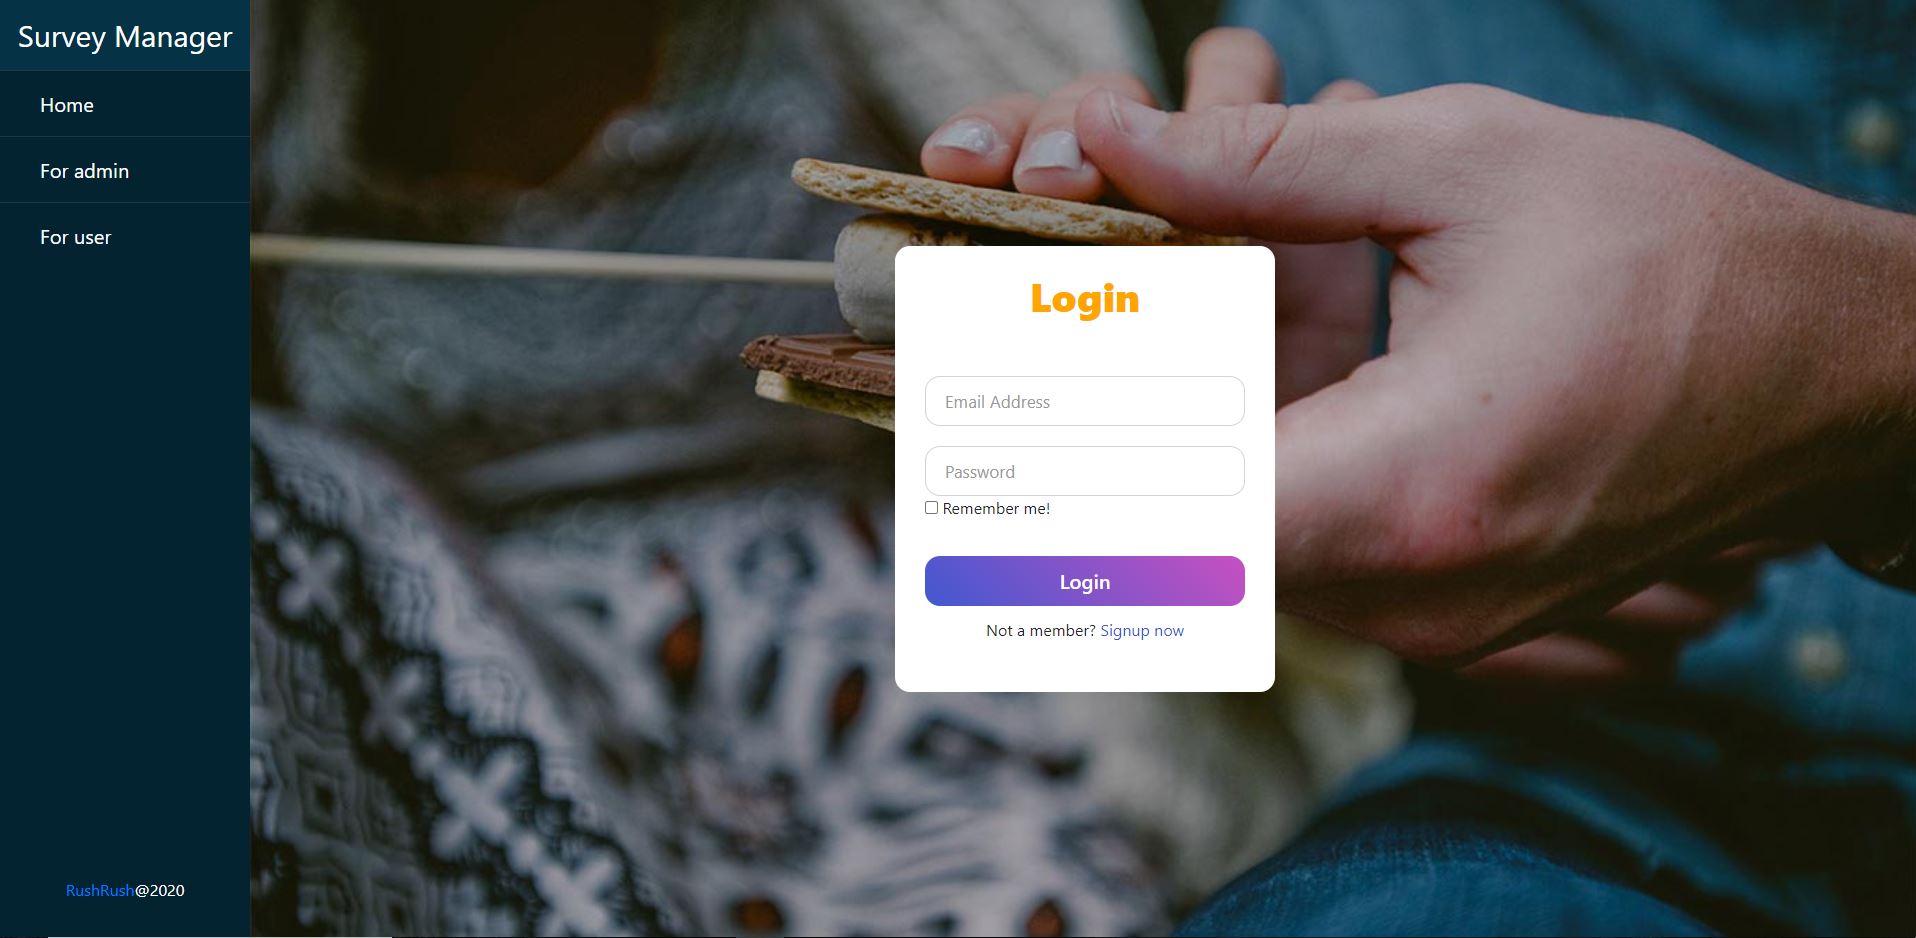 Survey Manager
Home
For admin
For user
RushRush@2020
Login
Email Address
Password
Remember me!
Login
Not a member? Signup now